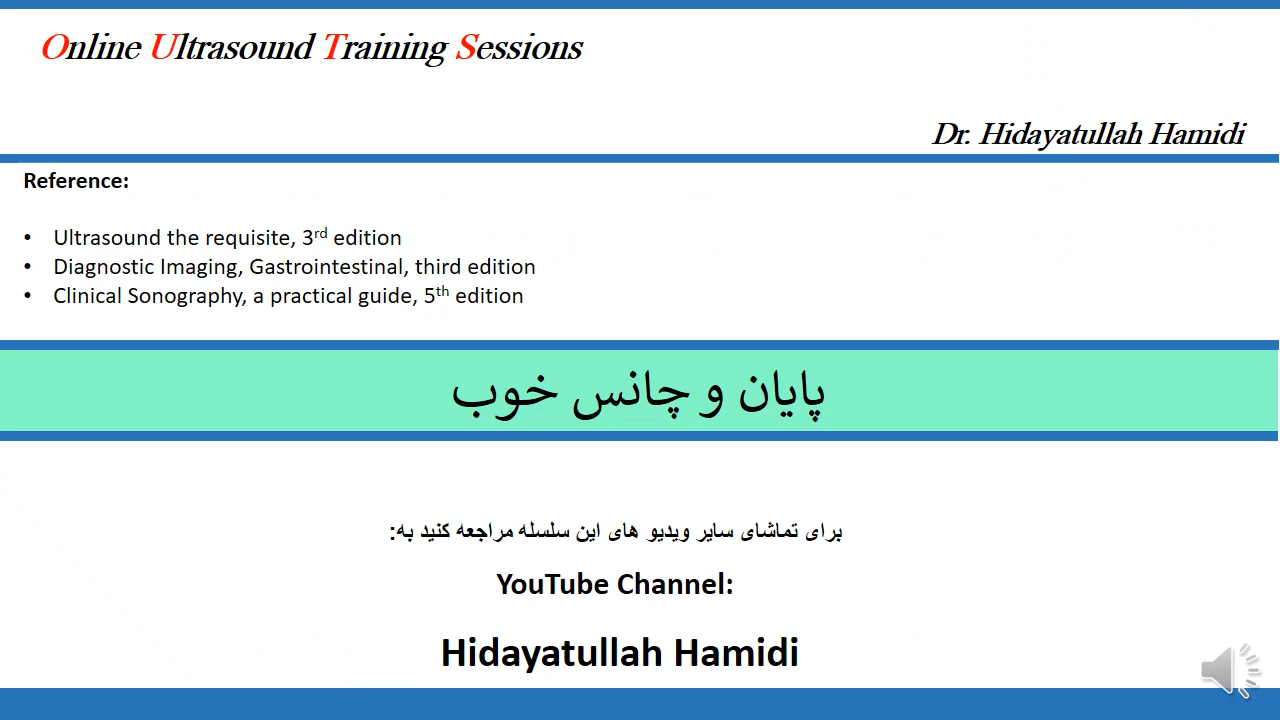 Online Ultrasound Training Sessions
Dr. Hidayatullah Hamidi
Reference:
• Ultrasound the requisite, 3rd edition
• Diagnostic Imaging, Gastrointestinal, third edition
• Clinical Sonography, a practical guide, 5th edition
پایان و چانس خوب
برای تماشای سایر ویدیو های این سلسله مراجعه کنید به:
YouTube Channel:
Hidayatullah Hamidi